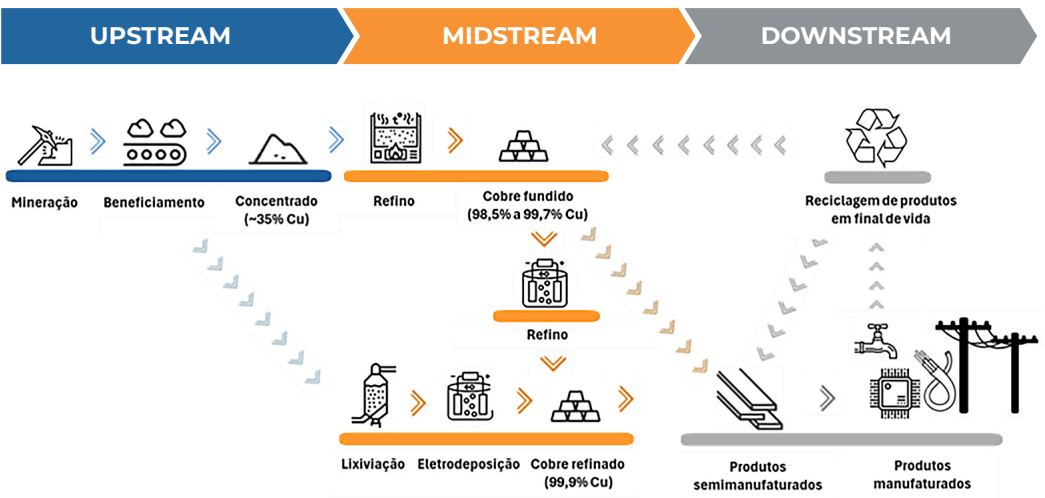 UPSTREAM
MIDSTREAM
DOWNSTREAM
Mineração
Beneficiamento
Concentrado
(~35% Cu)
Refino
Cobre fundido
(98,5% a 99,7% Cu)
Reciclagem de produtos
em final de vida
Refino
Lixiviação
Eletrodeposição
Cobre refinado
(99,9% Cu)
Produtos
semimanufaturados
Produtos
manufaturados